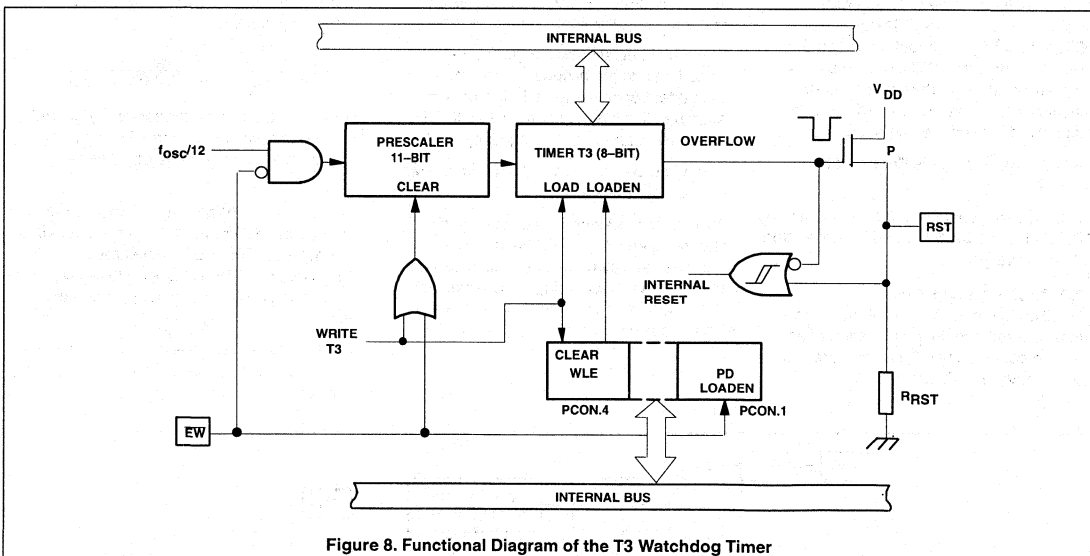 INTERNAL BUS
VDD
fOSC/12
PRESCALER
11–BIT
CLEAR
TIMER T3 (8–BIT)
LOAD LOADEN
OVERFLOW
P
RST
INTERNAL
RESET
WRITE
T3
CLEAR
WLE
PD
LOADEN
PCON.4
PCON.1
RRST
EW
INTERNAL BUS
Figure 8. Functional Diagram of the T3 Watchdog Timer